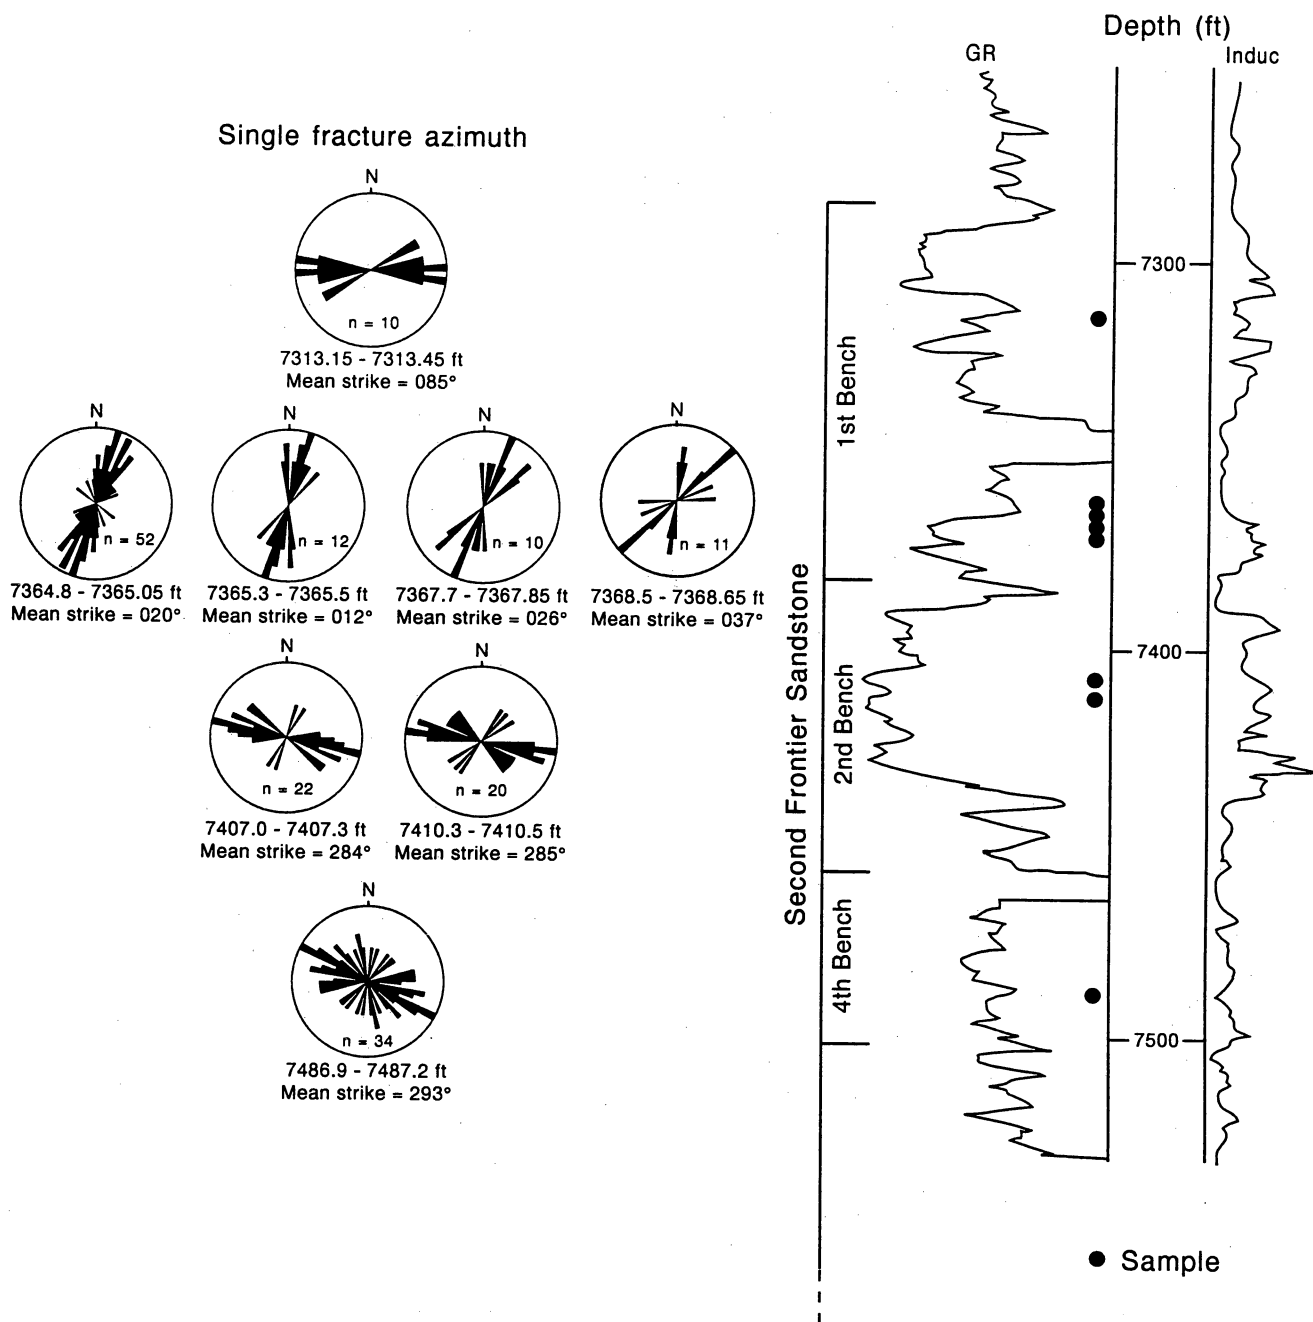 Depth (ft)
GR
Induc
Single fracture azimuth
N
n = 10
7313.15 - 7313.45 ft
Mean strike = 085°
N
n = 52
7364.8 - 7365.05 ft
Mean strike = 020°
N
n = 12
7365.3 - 7365.5 ft
Mean strike = 012°
N
n = 10
7367.7 - 7367.85 ft
Mean strike = 026°
N
n = 11
7368.5 - 7368.65 ft
Mean strike = 037°
N
n = 22
7407.0 - 7407.3 ft
Mean strike = 284°
N
n = 20
7410.3 - 7410.5 ft
Mean strike = 285°
N
n = 34
7486.9 - 7487.2 ft
Mean strike = 293°
Second Frontier Sandstone
1st Bench
2nd Bench
4th Bench
7300
7400
7500
Sample